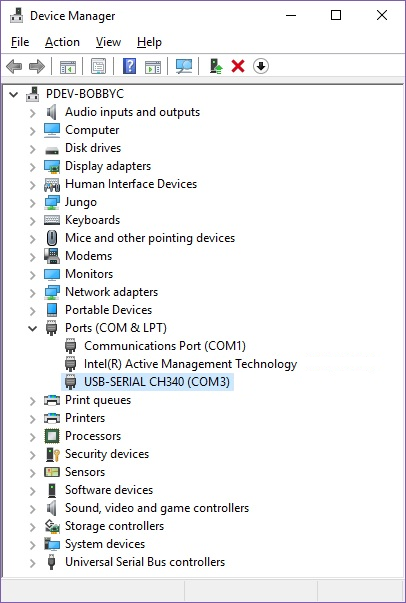 Device Manager
File Action View Help
PDEV-BOBBYC
Audio inputs and outputs
Computer
Disk drives
Display adapters
Human Interface Devices
Jungo
Keyboards
Mice and other pointing devices
Modems
Monitors
Network adapters
Portable Devices
Ports (COM & LPT)
Communications Port (COM1)
Intel(R) Active Management Technology
USB-SERIAL CH340 (COM3)
Print queues
Printers
Processors
Security devices
Sensors
Software devices
Sound, video and game controllers
Storage controllers
System devices
Universal Serial Bus controllers